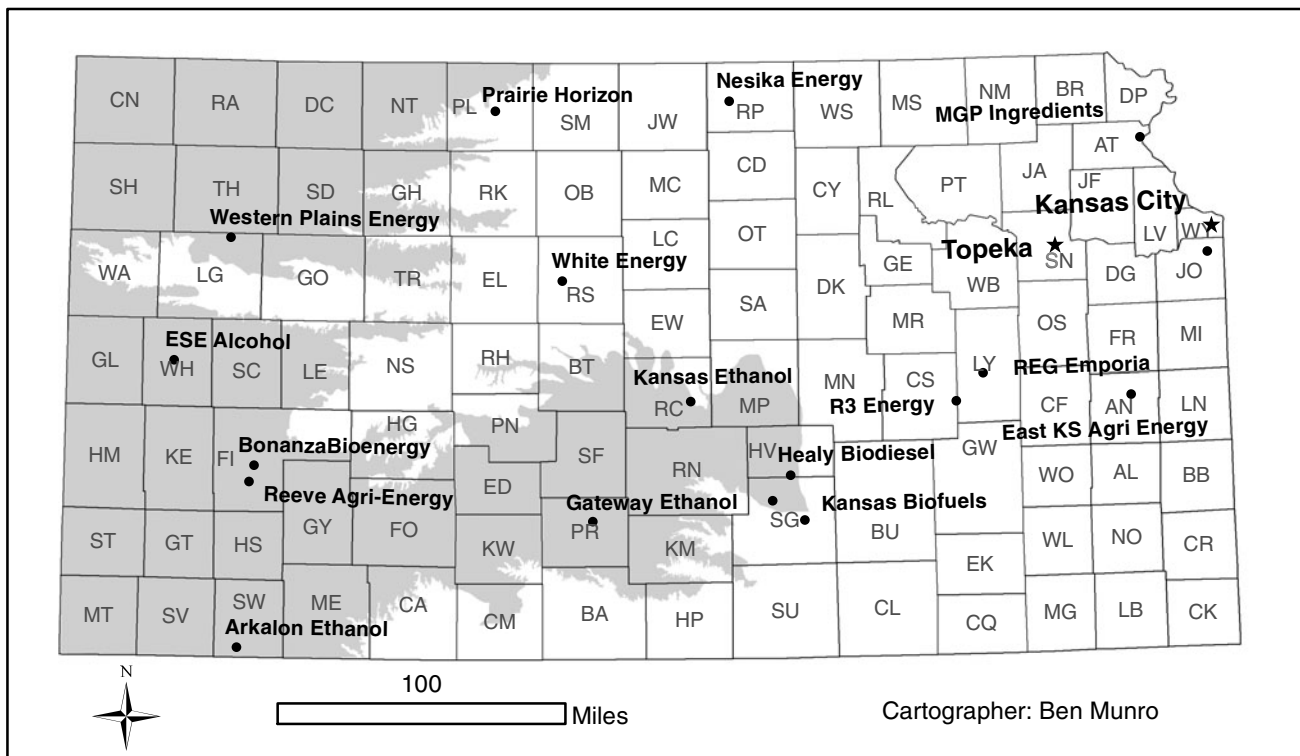 CN RA DC NT PL Prairie Horizon SM JW Nesika Energy RP WS MS NM BR DP
MGP Ingredients AT
SH TH SD GH RK OB MC CD CY RL PT JA JF
Western Plains Energy Kansas City
WA LG GO TR EL White Energy RS LC OT GE Topeka SN LV WY
DK WB DG JO
GL ESE Alcohol WH SC LE NS RH BT EW SA MR OS FR MI
Kansas Ethanol RC MP MN CS LY REG Emporia
R3 Energy CF AN LN
HM KE FI BonanzaBioenergy HG PN SF RN HV Healy Biodiesel GW East KS Agri Energy
Reeve Agri-Energy ED WO AL BB
ST GT HS GY FO KW Gateway Ethanol PR KM SG Kansas Biofuels BU EK WL NO CR
MT SV SW ME CA CM BA HP SU CL CQ MG LB CK
Arkalon Ethanol
N
100
Miles
Cartographer: Ben Munro